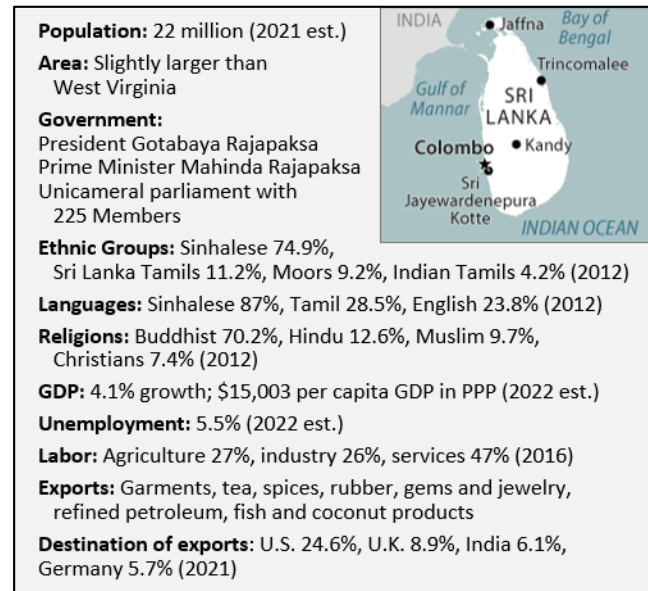 Population: 22 million (2021 est.)
Area: Slightly larger than
West Virginia
Government:
President Gotabaya Rajapaksa
Prime Minister Mahinda Rajapaksa
Unicameral parliament with
225 Members
Ethnic Groups: Sinhalese 74.9%,
Sri Lanka Tamils 11.2%, Moors 9.2%, Indian Tamils 4.2% (2012)
Languages: Sinhalese 87%, Tamil 28.5%, English 23.8% (2012)
Religions: Buddhist 70.2%, Hindu 12.6%, Muslim 9.7%,
Christians 7.4% (2012)
GDP: 4.1% growth; $15,003 per capita GDP in PPP (2022 est.)
Unemployment: 5.5% (2022 est.)
Labor: Agriculture 27%, industry 26%, services 47% (2016)
Exports: Garments, tea, spices, rubber, gems and jewelry,
refined petroleum, fish and coconut products
Destination of exports: U.S. 24.6%, U.K. 8.9%, India 6.1%,
Germany 5.7% (2021)
INDIA
Jaffna
Bay of
Bengal
Trincomalee
Gulf of
Mannar
SRI
LANKA
Colombo
Kandy
Sri
Jayewardenepura
Kotte
INDIAN OCEAN